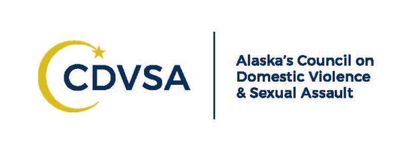 CDVSA
Alaska's Council on
Domestic Violence
& Sexual Assault